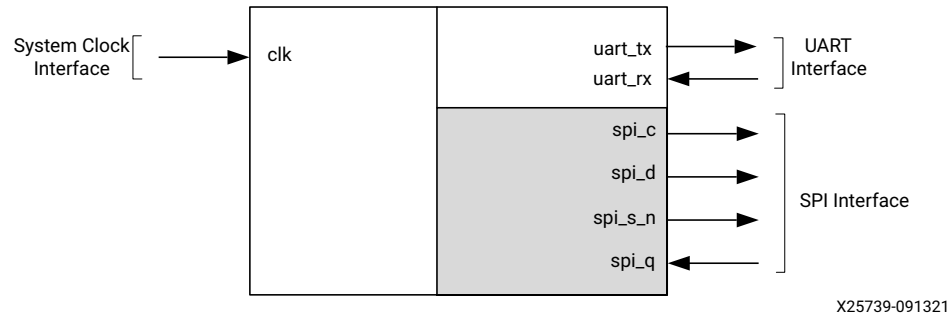 System Clock
Interface
clk
uart_tx
uart_rx
UART
Interface
spi_c
spi_d
spi_s_n
spi_q
SPI Interface
X25739-091321